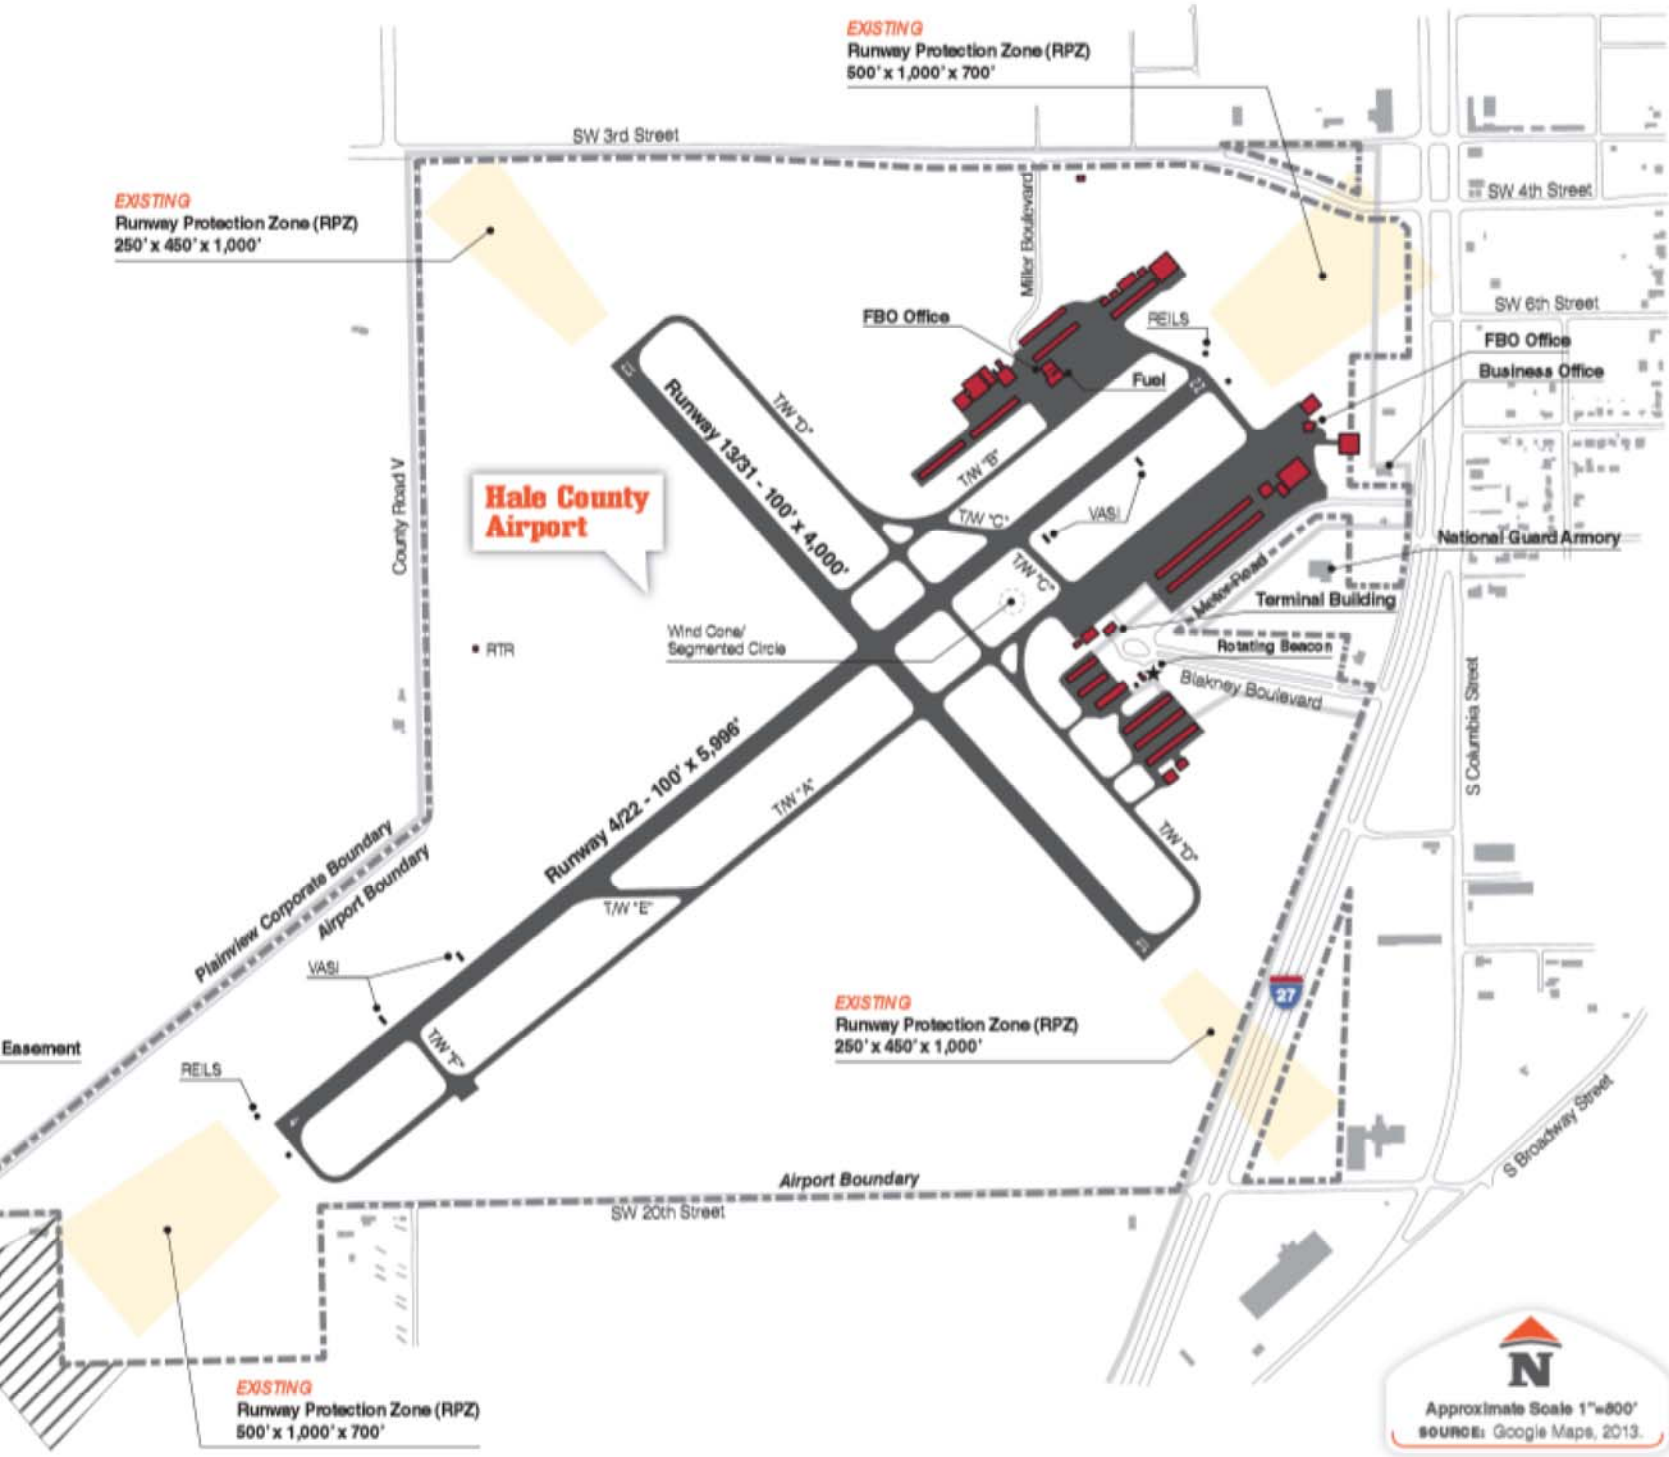 EXISTING
Runway Protection Zone (RPZ)
500' x 1,000' x 700'
SW 3rd Street
SW 4th Street
EXISTING
Runway Protection Zone (RPZ)
250' x 450' x 1,000'
Miller Boulevard
SW 6th Street
FBO Office
REILS
FBO Office
Business Office
Fuel
22
13
T/W "D"
Runway 13/31 - 100' x 4,000'
T/W "B"
County Road V
Hale County
Airport
T/W "C"
VASI
National Guard Armory
T/W "C"
Meter Road
Terminal Building
Wind Cone/
Segmented Circle
RTR
Rotating Beacon
Blakney Boulevard
S Columbia Street
Runway 4/22 - 100' x 5,996'
T/W "A"
T/W "D"
Plainview Corporate Boundary
Airport Boundary
T/W "E"
31
VASI
27
EXISTING
Runway Protection Zone (RPZ)
250' x 450' x 1,000'
Easement
T/W "F"
REILS
4
S Broadway Street
Airport Boundary
SW 20th Street
EXISTING
Runway Protection Zone (RPZ)
500' x 1,000' x 700'
N
Approximate Scale 1"=800'
SOURCE: Google Maps, 2013.